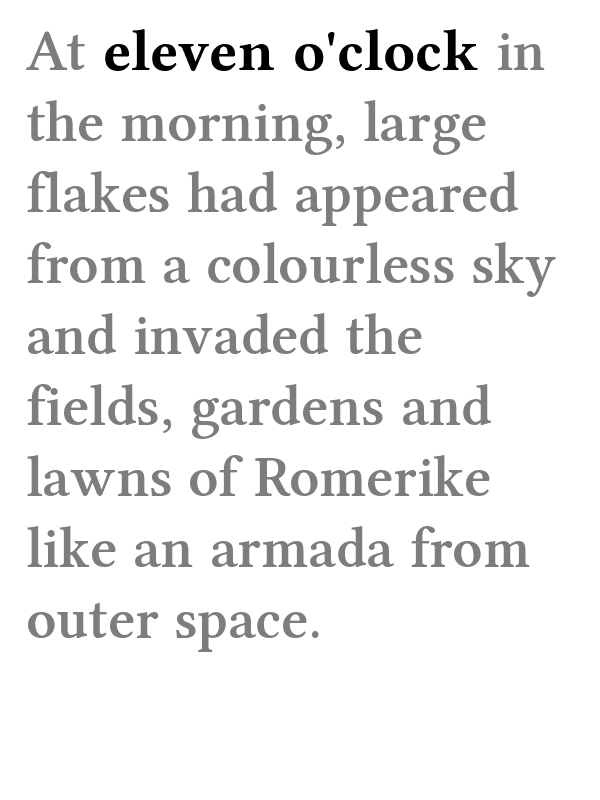 At eleven o'clock in
the morning, large
flakes had appeared
from a colourless sky
and invaded the
fields, gardens and
lawns of Romerike
like an armada from
outer space.